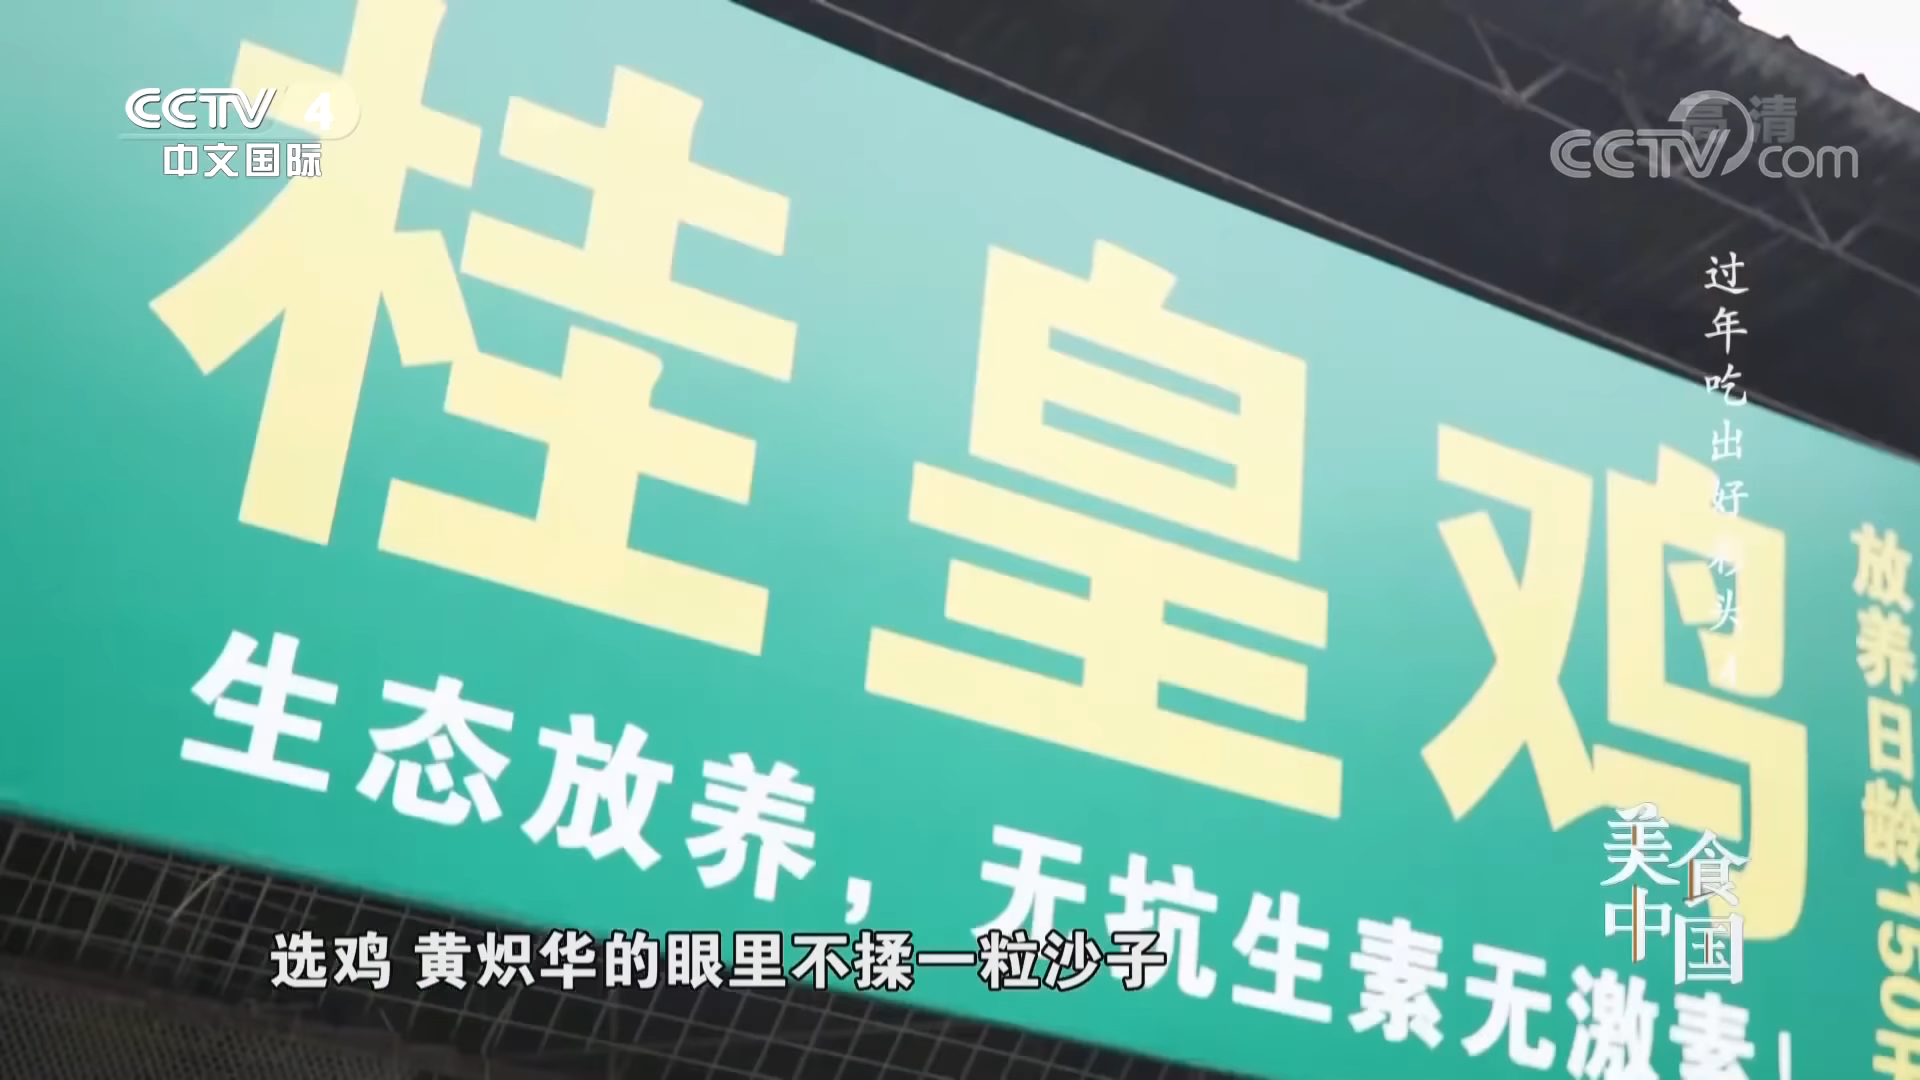 CCTV 4
中文国际
高清
CCTV com
过年吃出好彩头 4
桂皇鸡
生态放养，无坑生素无激素！
放养日龄150
美食中国
选鸡 黄炽华的眼里不揉一粒沙子